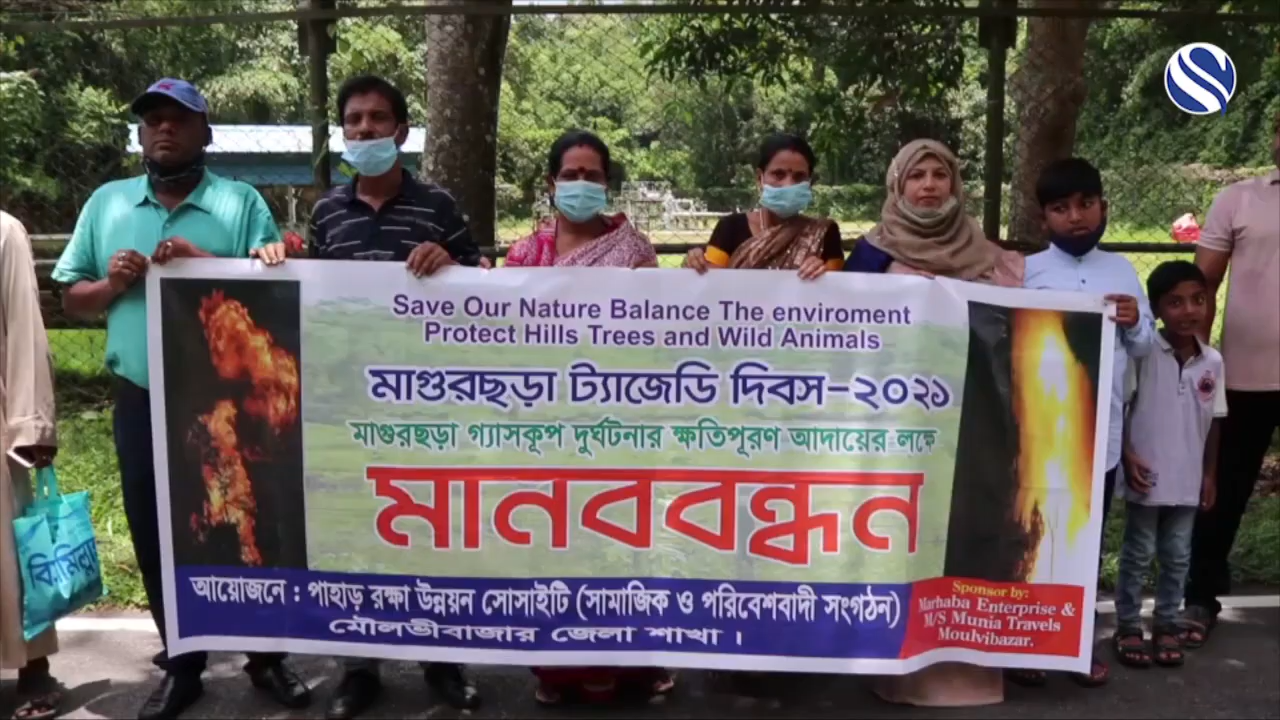 Save Our Nature Balance The enviroment
Protect Hills Trees and Wild Animals
মাগুরছড়া ট্যাজেডি দিবস-২০২১
মাগুরছড়া গ্যাসকূপ দুর্ঘটনার ক্ষতিপূরণ আদায়ের লক্ষে
মানববন্ধন
আয়োজনে : পাহাড় রক্ষা উন্নয়ন সোসাইটি (সামাজিক ও পরিবেশবাদী সংগঠন)
মৌলভীবাজার জেলা শাখা ।
Sponsor by:
Marhaba Enterprise &
M/S Munia Travels
Moulvibazar.